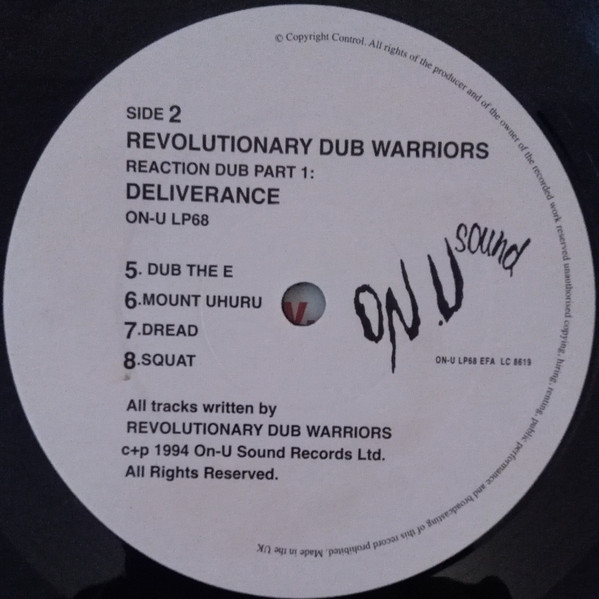 © Copyright Control. All rights of the producer and of the owner of the recorded work reserved unauthorised copying, hiring, renting, public performance and broadcasting of this record prohibited. Made in the UK
SIDE 2
REVOLUTIONARY DUB WARRIORS
REACTION DUB PART 1:
DELIVERANCE
ON-U LP68
5. DUB THE E
6.MOUNT UHURU
7.DREAD
8.SQUAT
ON.U sound
ON-U LP68 EFA LC 8619
All tracks written by
REVOLUTIONARY DUB WARRIORS
c+p 1994 On-U Sound Records Ltd.
All Rights Reserved.